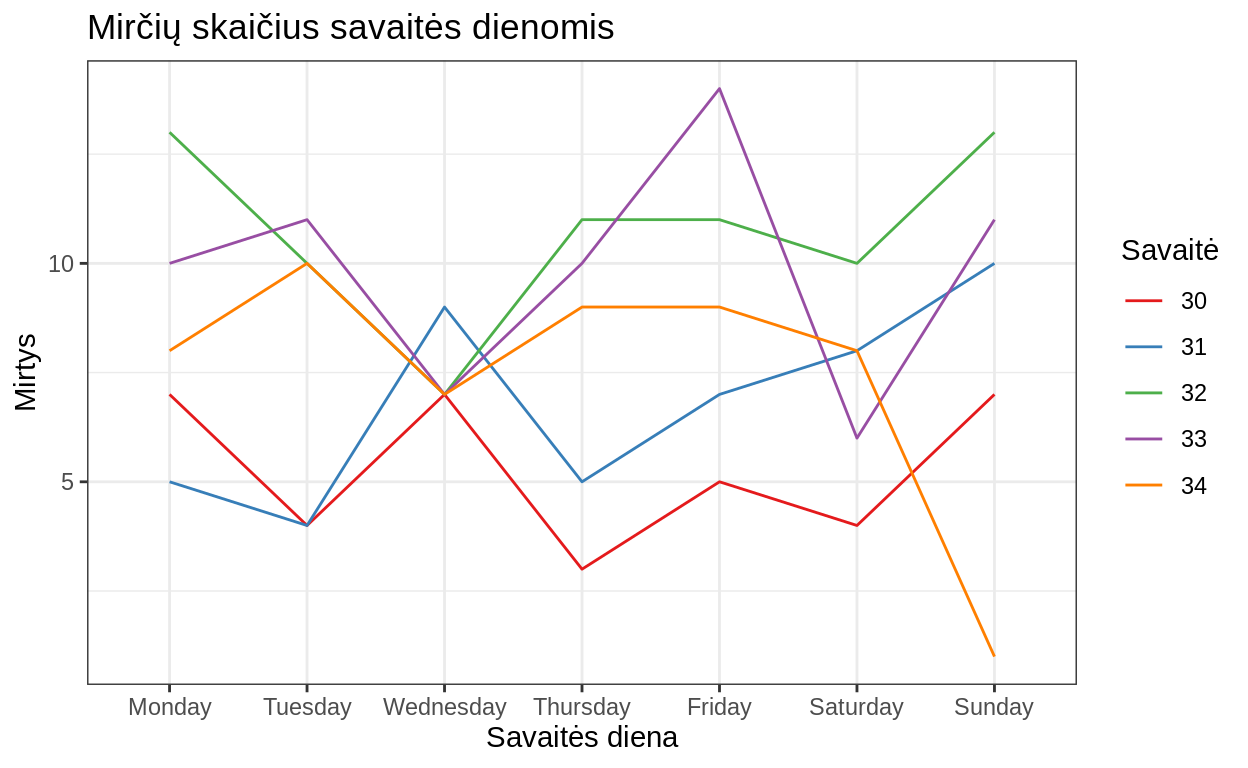 Mirčių skaičius savaitės dienomis
Mirtys
10
5
Monday Tuesday Wednesday Thursday Friday Saturday Sunday
Savaitės diena
Savaitė
30
31
32
33
34